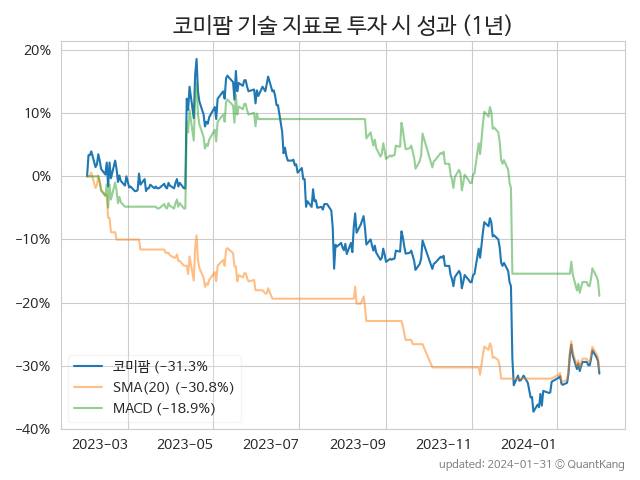 코미팜 기술 지표로 투자 시 성과 (1년)
20%
10%
0%
−10%
−20%
−30%
−40%
코미팜 (−31.3%
SMA(20) (−30.8%)
MACD (−18.9%)
2023-03
2023-05
2023-07
2023-09
2023-11
2024-01
updated: 2024-01-31 © QuantKang